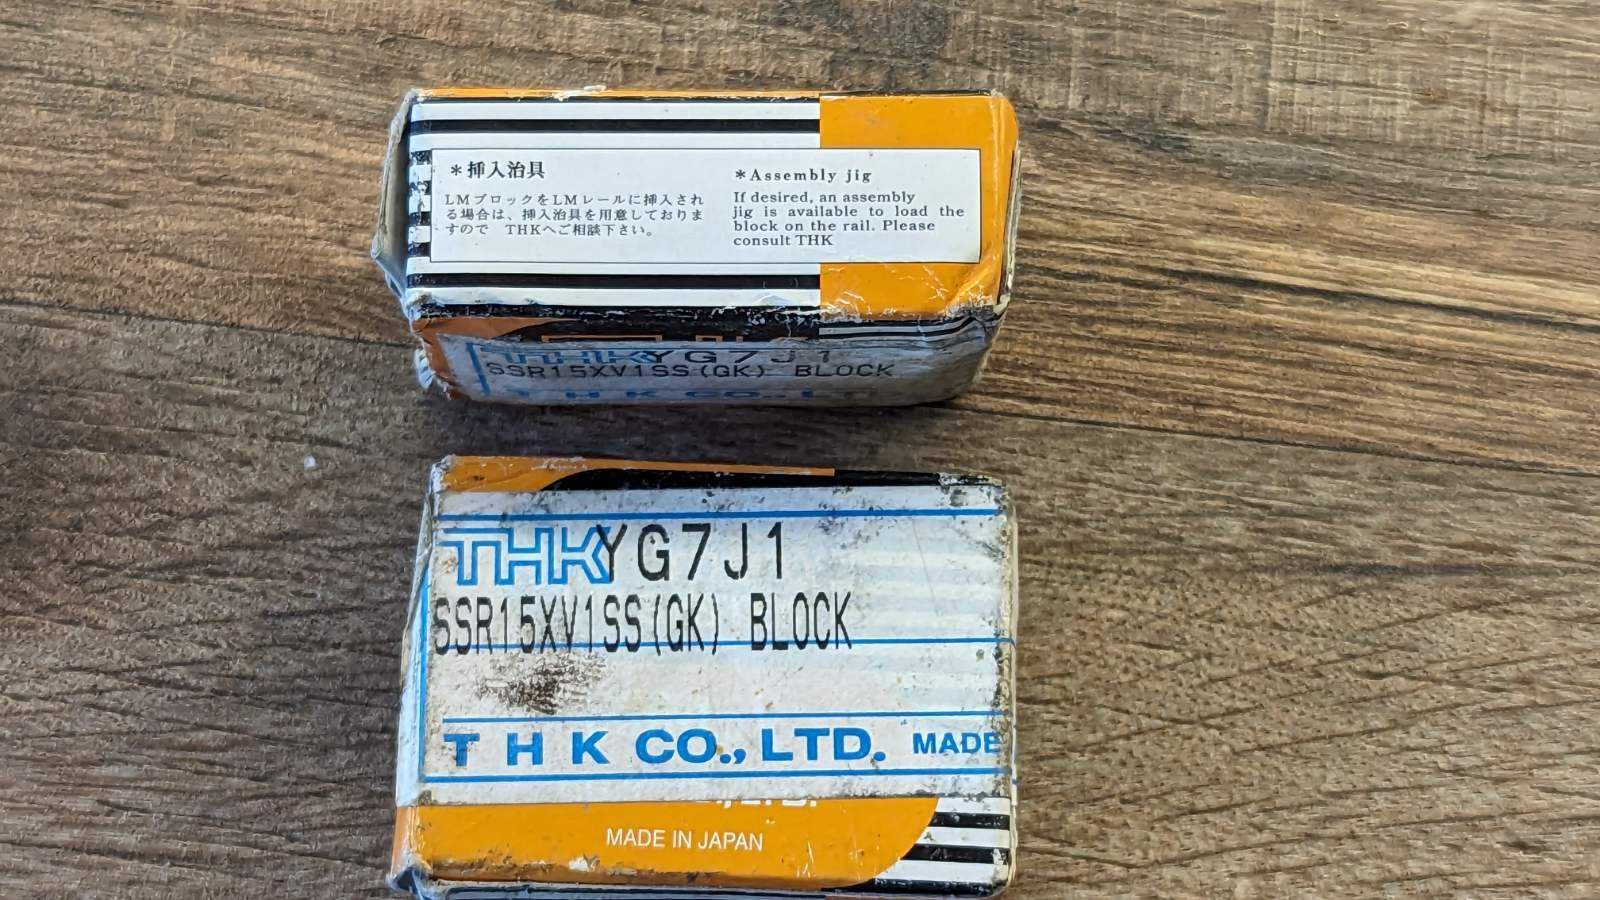 *挿入治具
LMブロックをLMレールに挿入され
る場合は、挿入治具を用意しておりま
すので THKへご相談下さい。
*Assembly jig
If desired, an assembly
jig is available to load the
block on the rail. Please
consult THK
THK YG7J1
SSR15XV1SS(GK) BLOCK
THK CO., LT
THK YG7J1
SSR15XV1SS(GK) BLOCK
THK CO., LTD. MADE
MADE IN JAPAN